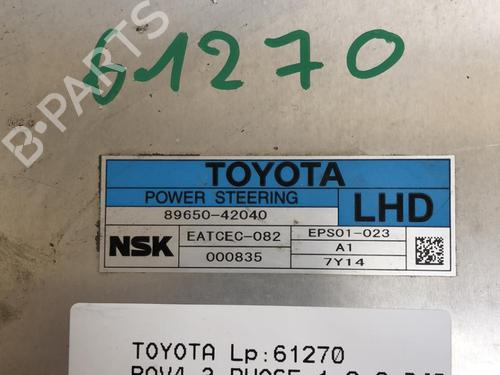 61270
B-PARTS
TOYOTA
POWER STEERING
89650-42040
LHD
NSK
EATCEC-082
EPS01-023
000835
A1
7Y14
TOYOTA Lp:61270